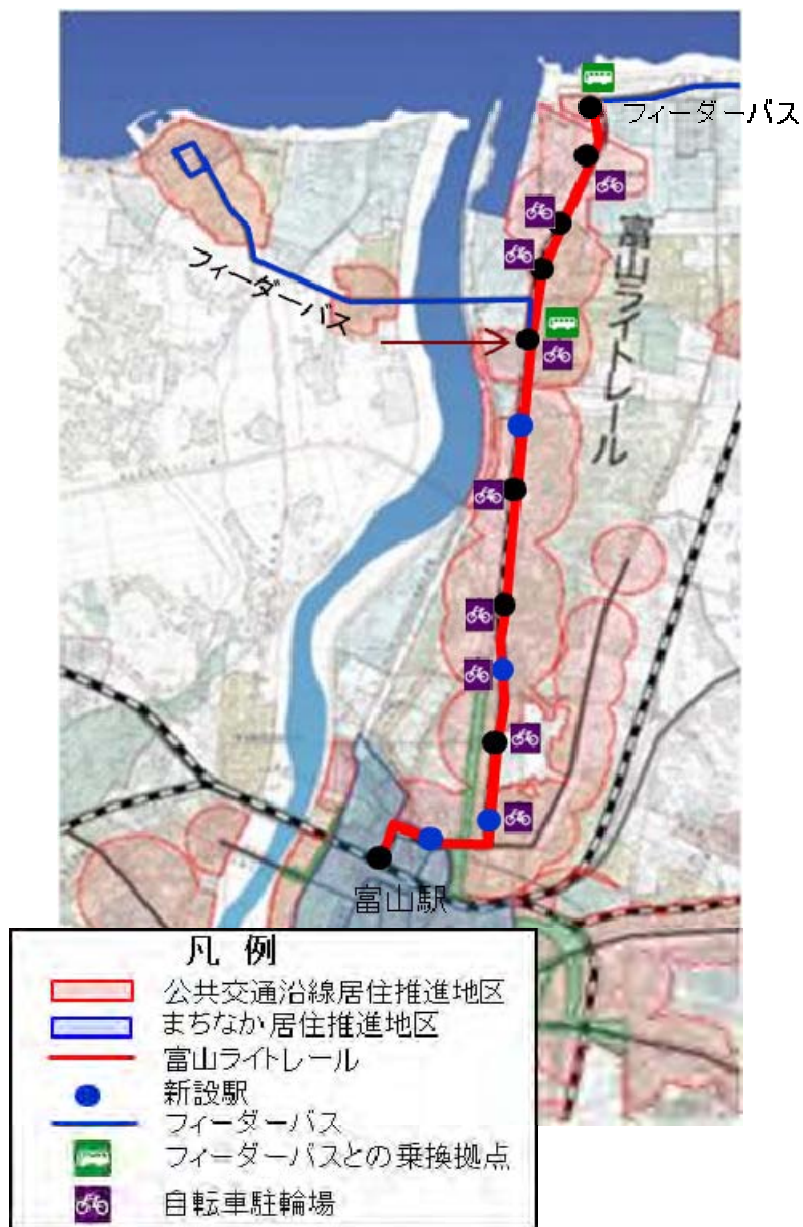 フィーダーバス
フィーダーバス
富山ライトレール
富山駅
凡 例
公共交通沿線居住推進地区
まちなか居住推進地区
富山ライトレール
新設駅
フィーダーバス
フィーダーバスとの乗換拠点
自転車駐輪場